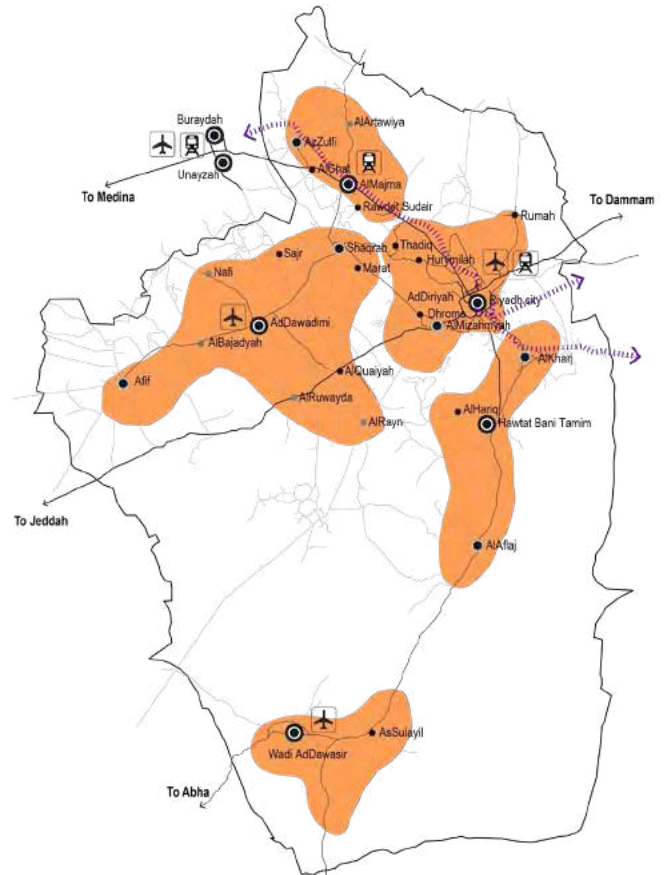 Buraydah
Unayzah
To Medina
AlArtawiya
AzZulfi
AlGhat
AlMajma
Rawdat Sudair
To Dammam
Rumah
Shaqrah
Thadiq
Sajr
Hurymilah
Marat
Nafi
AdDiriyah
Riyadh city
Dhroma
AdDawadimi
AlMizahmiyah
AlBajadyah
AlKharj
AlQuaiyah
Afif
AlRuwayda
AlHariq
AlRayn
Hawtat Bani Tamim
To Jeddah
AlAflaj
AsSulayil
Wadi AdDawasir
To Abha